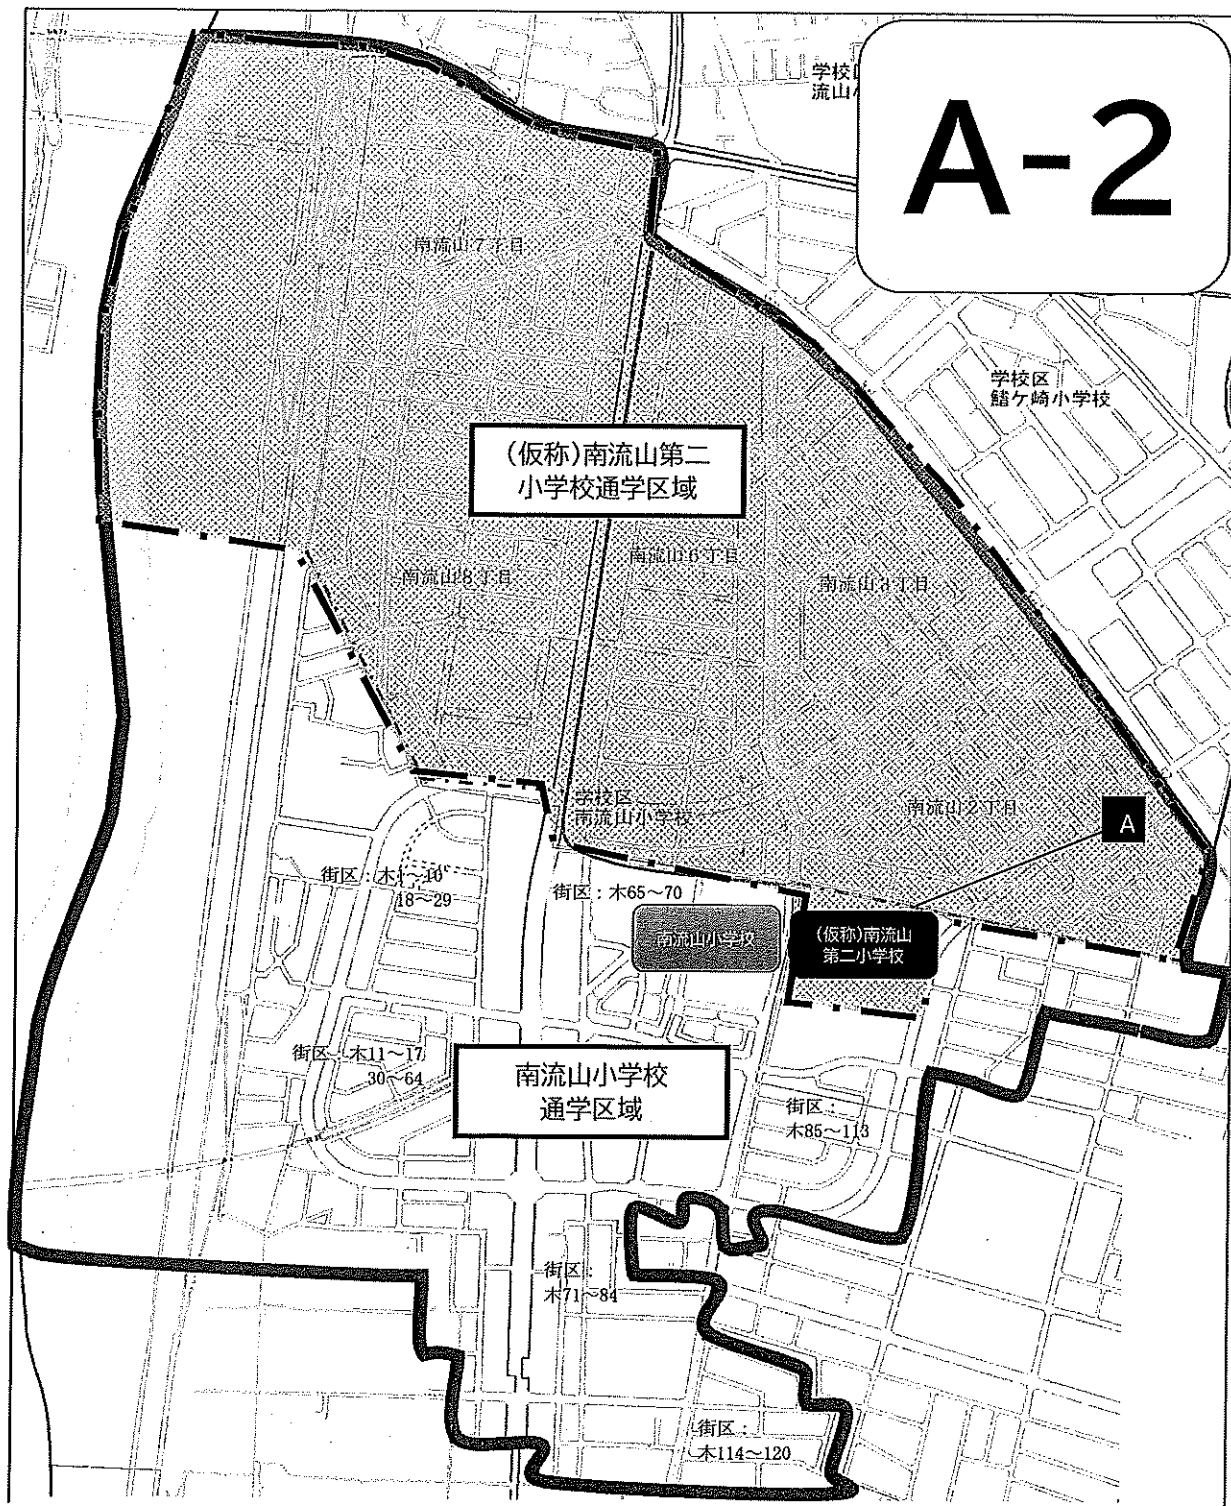 A-2
学校
流山
南流山7丁目
学校区
鰭ケ崎小学校
(仮称)南流山第二
小学校通学区域
南流山8丁目
南流山6丁目
南流山3丁目
学校区
南流山小学校
南流山2丁目
A
街区:木1~10
18~29
街区:木65~70
南流山小学校
(仮称)南流山
第二小学校
街区:木11~17
30~64
南流山小学校
通学区域
街区:
木85~113
街区:
木71~84
街区:
木114~120